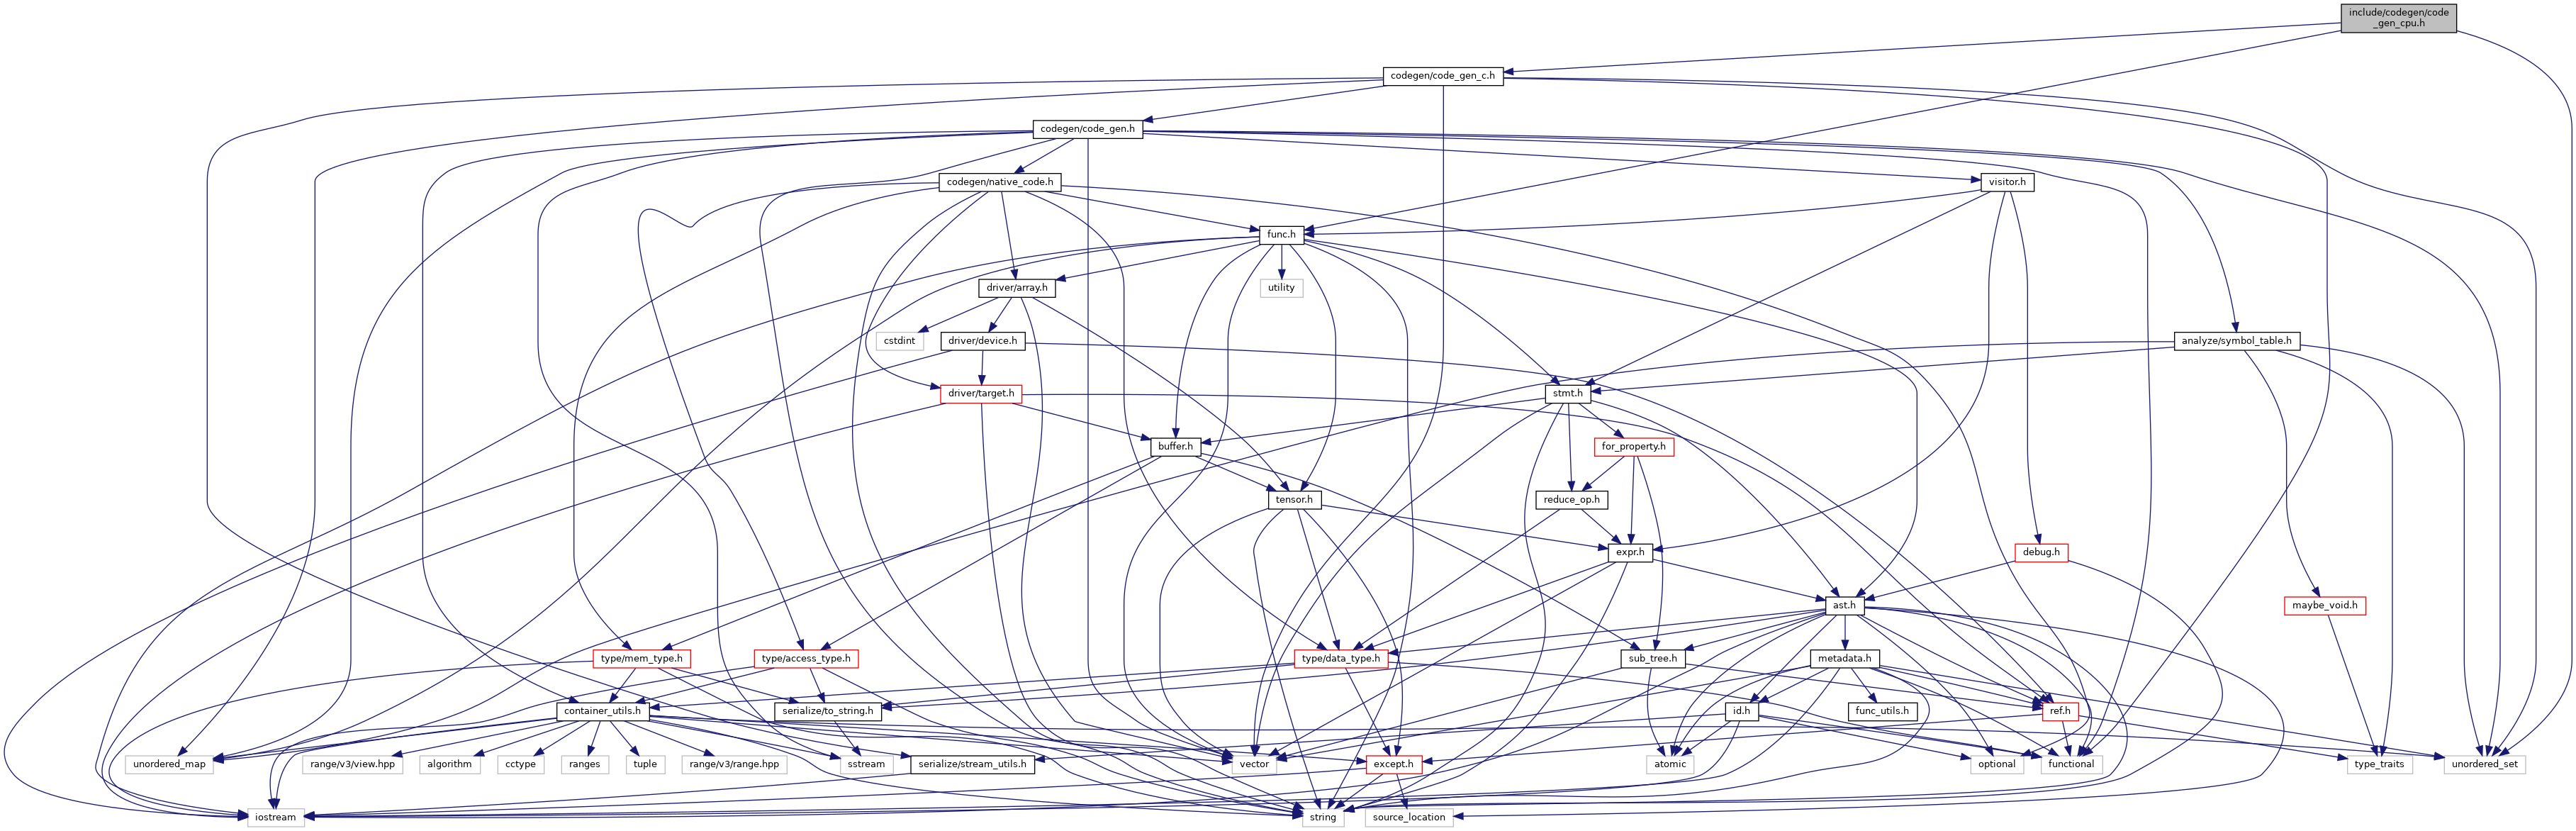 include/codegen/code
_gen_cpu.h
codegen/code_gen_c.h
codegen/code_gen.h
codegen/native_code.h
visitor.h
func.h
driver/array.h
utility
cstdint
driver/device.h
analyze/symbol_table.h
driver/target.h
stmt.h
buffer.h
for_property.h
tensor.h
reduce_op.h
expr.h
debug.h
ast.h
maybe_void.h
type/mem_type.h
type/access_type.h
type/data_type.h
sub_tree.h
metadata.h
container_utils.h
serialize/to_string.h
id.h
func_utils.h
ref.h
unordered_map
range/v3/view.hpp
algorithm
cctype
ranges
tuple
range/v3/range.hpp
sstream
serialize/stream_utils.h
vector
except.h
atomic
optional
functional
type_traits
unordered_set
iostream
string
source_location